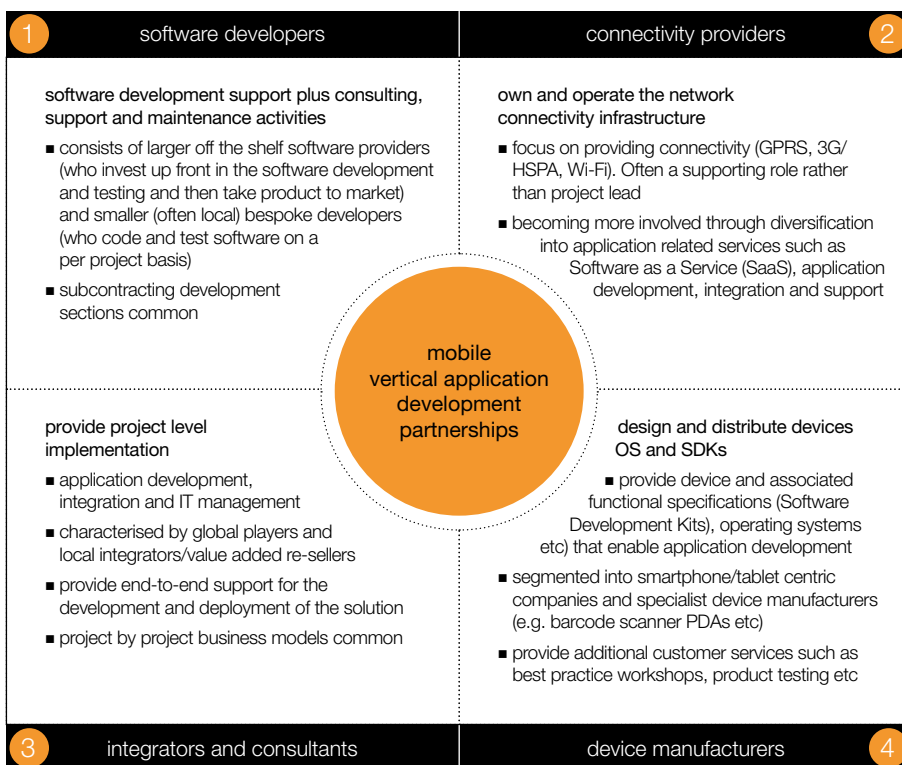 1
software developers
connectivity providers
2
software development support plus consulting,
support and maintenance activities
■ consists of larger off the shelf software providers
(who invest up front in the software development
and testing and then take product to market)
and smaller (often local) bespoke developers
(who code and test software on a
per project basis)
■ subcontracting development
sections common
own and operate the network
connectivity infrastructure
■ focus on providing connectivity (GPRS, 3G/
HSPA, Wi-Fi). Often a supporting role rather
than project lead
■ becoming more involved through diversification
into application related services such as
Software as a Service (SaaS), application
development, integration and support
mobile
vertical application
development
partnerships
provide project level
implementation
■ application development,
integration and IT management
■ characterised by global players and
local integrators/value added re-sellers
■ provide end-to-end support for the
development and deployment of the solution
■ project by project business models common
design and distribute devices
OS and SDKs
■ provide device and associated
functional specifications (Software
Development Kits), operating systems
etc) that enable application development
■ segmented into smartphone/tablet centric
companies and specialist device manufacturers
(e.g. barcode scanner PDAs etc)
■ provide additional customer services such as
best practice workshops, product testing etc
3
integrators and consultants
device manufacturers
4